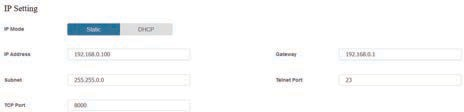 IP Setting
IP Mode Static DHCP
IP Address 192.168.0.100 Gateway 192.168.0.1
Subnet 255.255.0.0 Telnet Port 23
TCP Port 8000